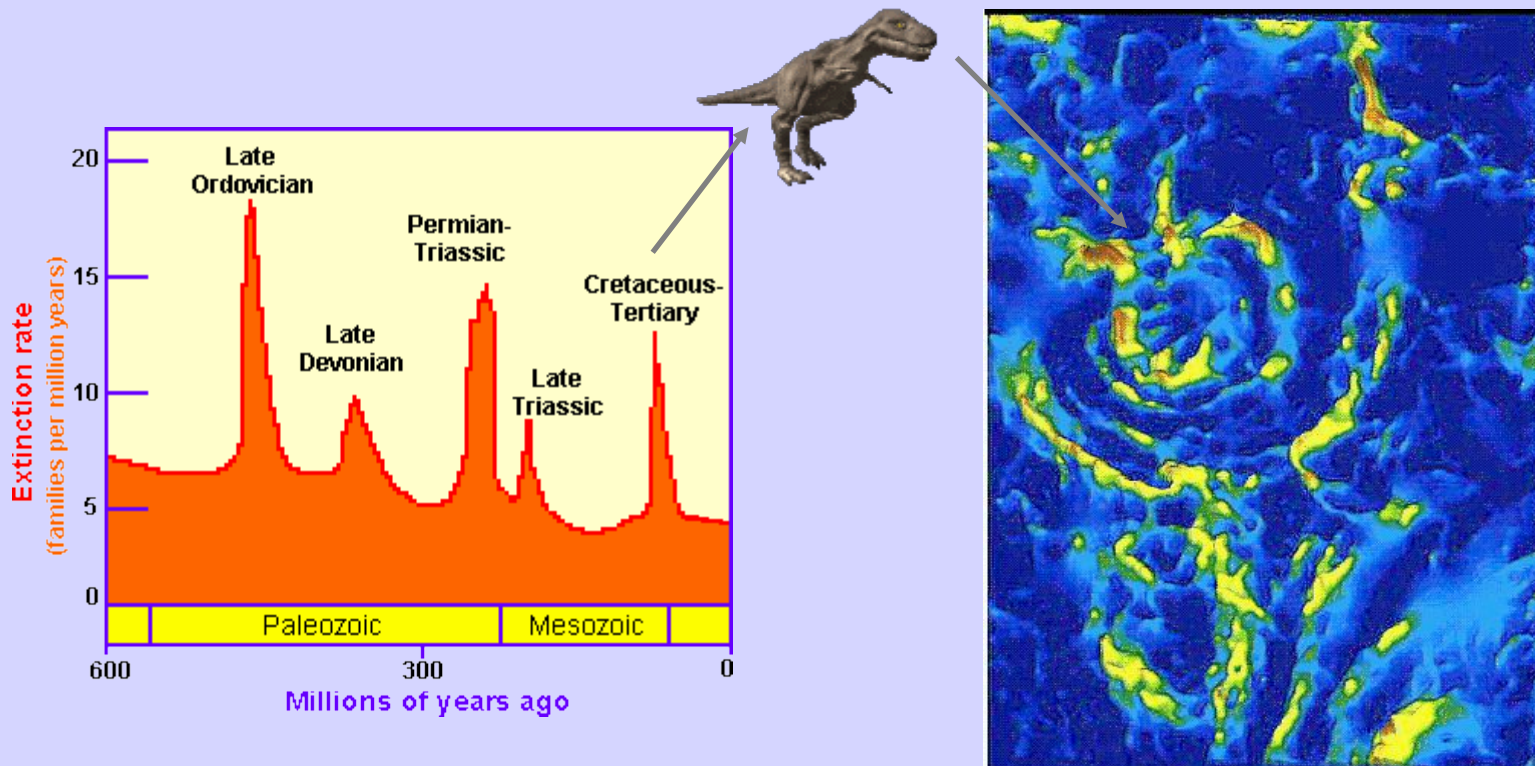 20
15
10
5
0
Extinction rate
(families per million years)
Late
Ordovician
Late
Devonian
Permian-
Triassic
Late
Triassic
Cretaceous-
Tertiary
Paleozoic
Mesozoic
600
300
0
Millions of years ago